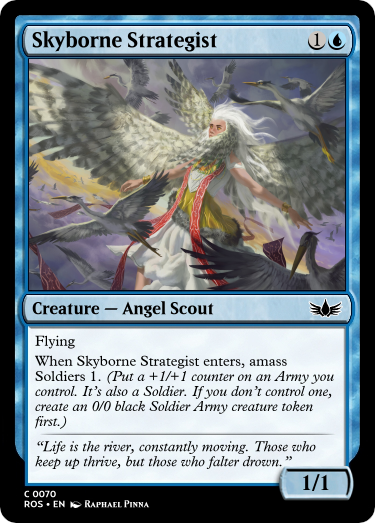 Skyborne Strategist 1
Creature — Angel Scout
Flying
When Skyborne Strategist enters, amass
Soldiers 1. (Put a +1/+1 counter on an Army you
control. It's also a Soldier. If you don't control one,
create an 0/0 black Soldier Army creature token
first.)
“Life is the river, constantly moving. Those who
keep up thrive, but those who falter drown.”
1/1
C 0070
ROS • EN Raphael Pinna